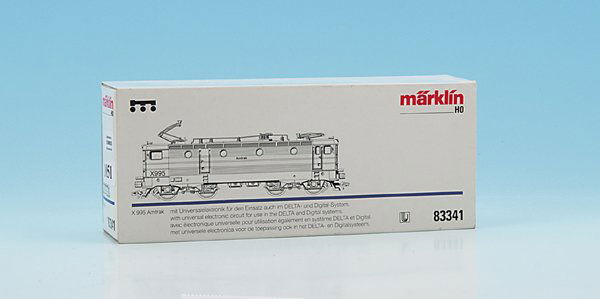 märklin
HO
Amtrak
X995
X 995 Amtrak
mit Universalelektronik für den Einsatz auch im DELTA- und Digital-System.
with universal electronic circuit for use in the DELTA and Digital systems.
avec électronique universelle pour utilisation également en système DELTA et Digital.
met universele electronica voor de toepassing ook in het DELTA- en Digitalsysteem.
83341